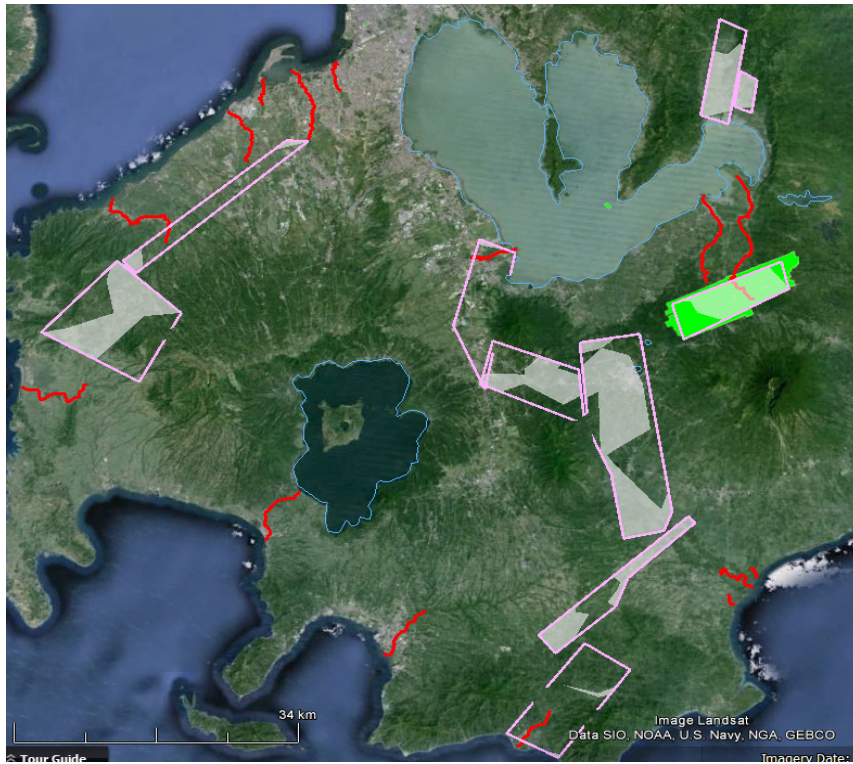 34 km
Image Landsat
Data SIO, NOAA, U.S. Navy, NGA, GEBCO
Tour Guide
Imagery Date: